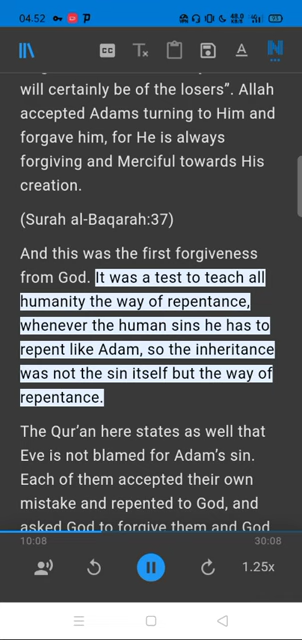 04.52
will certainly be of the losers”. Allah
accepted Adams turning to Him and
forgave him, for He is always
forgiving and Merciful towards His
creation.
(Surah al-Baqarah:37)
And this was the first forgiveness
from God. It was a test to teach all
humanity the way of repentance,
whenever the human sins he has to
repent like Adam, so the inheritance
was not the sin itself but the way of
repentance.
The Qur’an here states as well that
Eve is not blamed for Adam’s sin.
Each of them accepted their own
mistake and repented to God, and
asked God to forgive them and God
10:08
30:08
1.25x